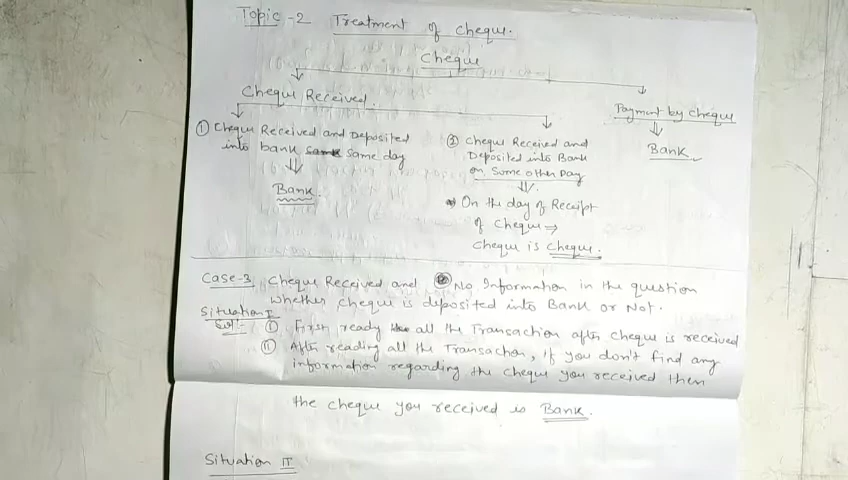 Topic-2 Treatment of cheque.
Cheque
Cheque Received.
Payment by cheque
Bank
① Cheque Received and Deposited
into bank same day
Bank.
② Cheque Received and
Deposited into Bank
on Some other Day
On the day of Receipt
of cheque ⇒
cheque is cheque.
Case-3 Cheque Received and No Information in the question
whether cheque is deposited into Bank or Not.
Situation I
① First ready all the Transaction after cheque is received
⑪ After reading all the Transaction, if you don't find any
information regarding the cheque you received then
the cheque you received is Bank.
Situation II